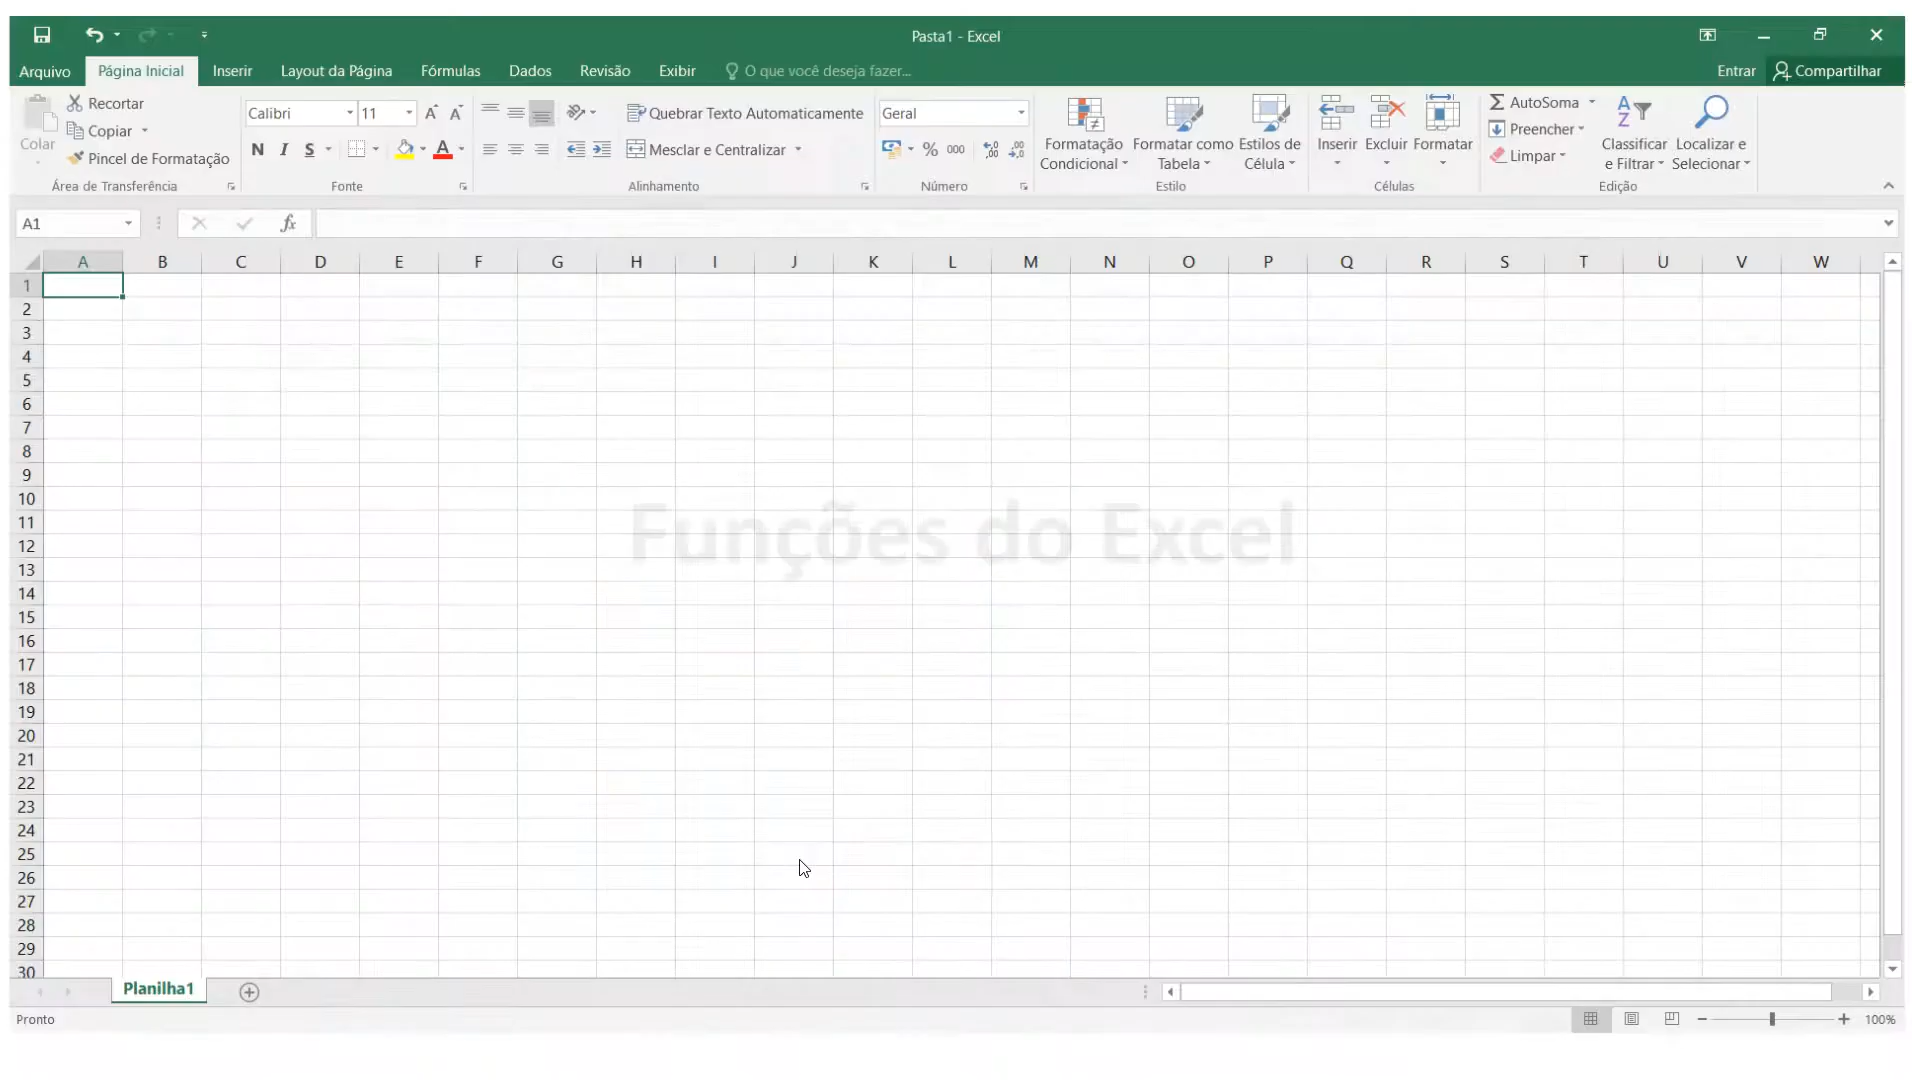 Pasta1 - Excel
Arquivo Página Inicial Inserir Layout da Página Fórmulas Dados Revisão Exibir O que você deseja fazer... Entrar Compartilhar
Colar
Recortar
Copiar
Pincel de Formatação
Área de Transferência
Calibri 11
N I S A
Fonte
Quebrar Texto Automaticamente
Mesclar e Centralizar
Alinhamento
Geral
% 000
Número
Formatação Condicional
Formatar como Tabela
Estilos de Célula
Estilo
Inserir Excluir Formatar
Células
AutoSoma
Preencher
Limpar
Classificar e Filtrar
Localizar e Selecionar
Edição
A1 fx
A B C D E F G H I J K L M N O P Q R S T U V W
1
2
3
4
5
6
7
8
9
10
11
Funções do Excel
12
13
14
15
16
17
18
19
20
21
22
23
24
25
26
27
28
29
30
Planilha1
Pronto 100%